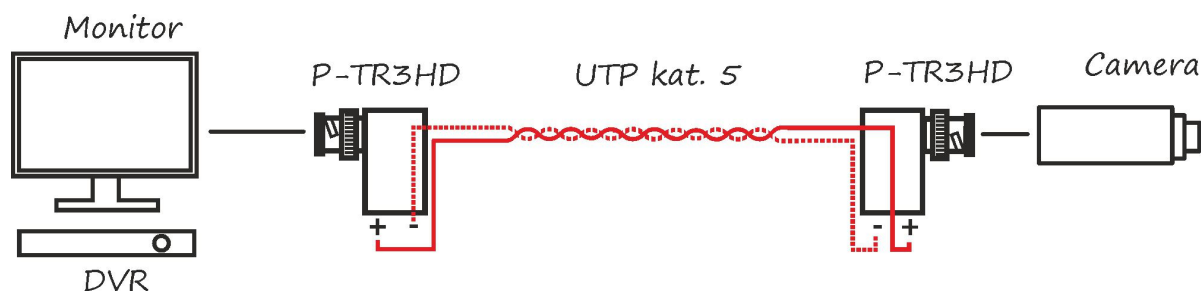 Monitor
P-TR3HD
UTP kat. 5
P-TR3HD
Camera
+ -
- +
DVR